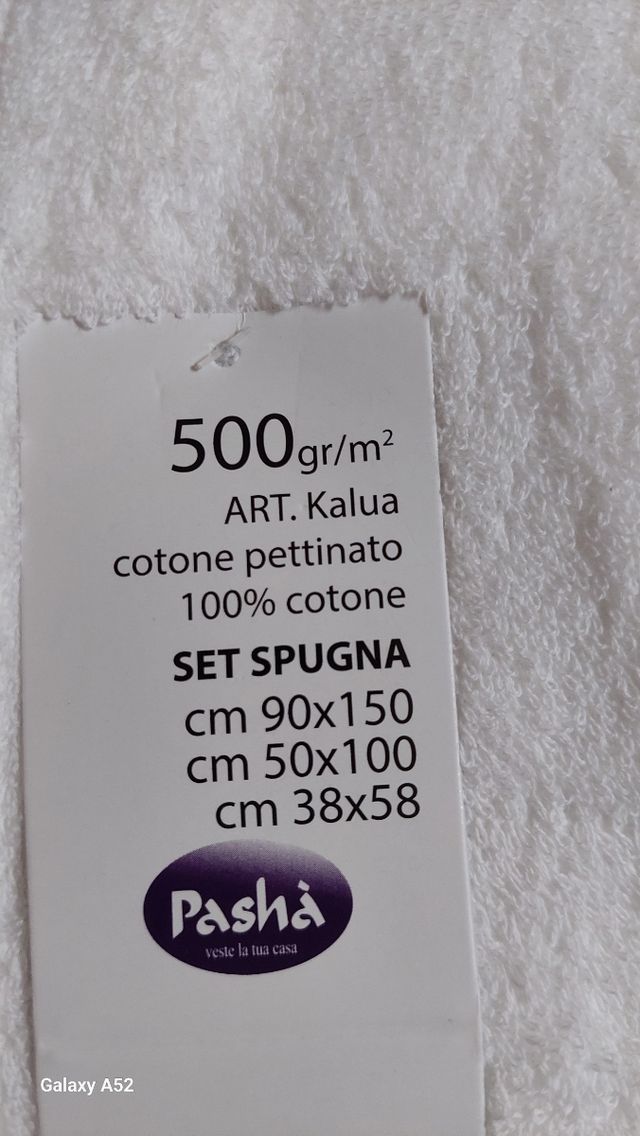 500gr/m²
ART. Kalua
cotone pettinato
100% cotone
SET SPUGNA
cm 90x150
cm 50x100
cm 38x58
Pashà
veste la tua casa
Galaxy A52